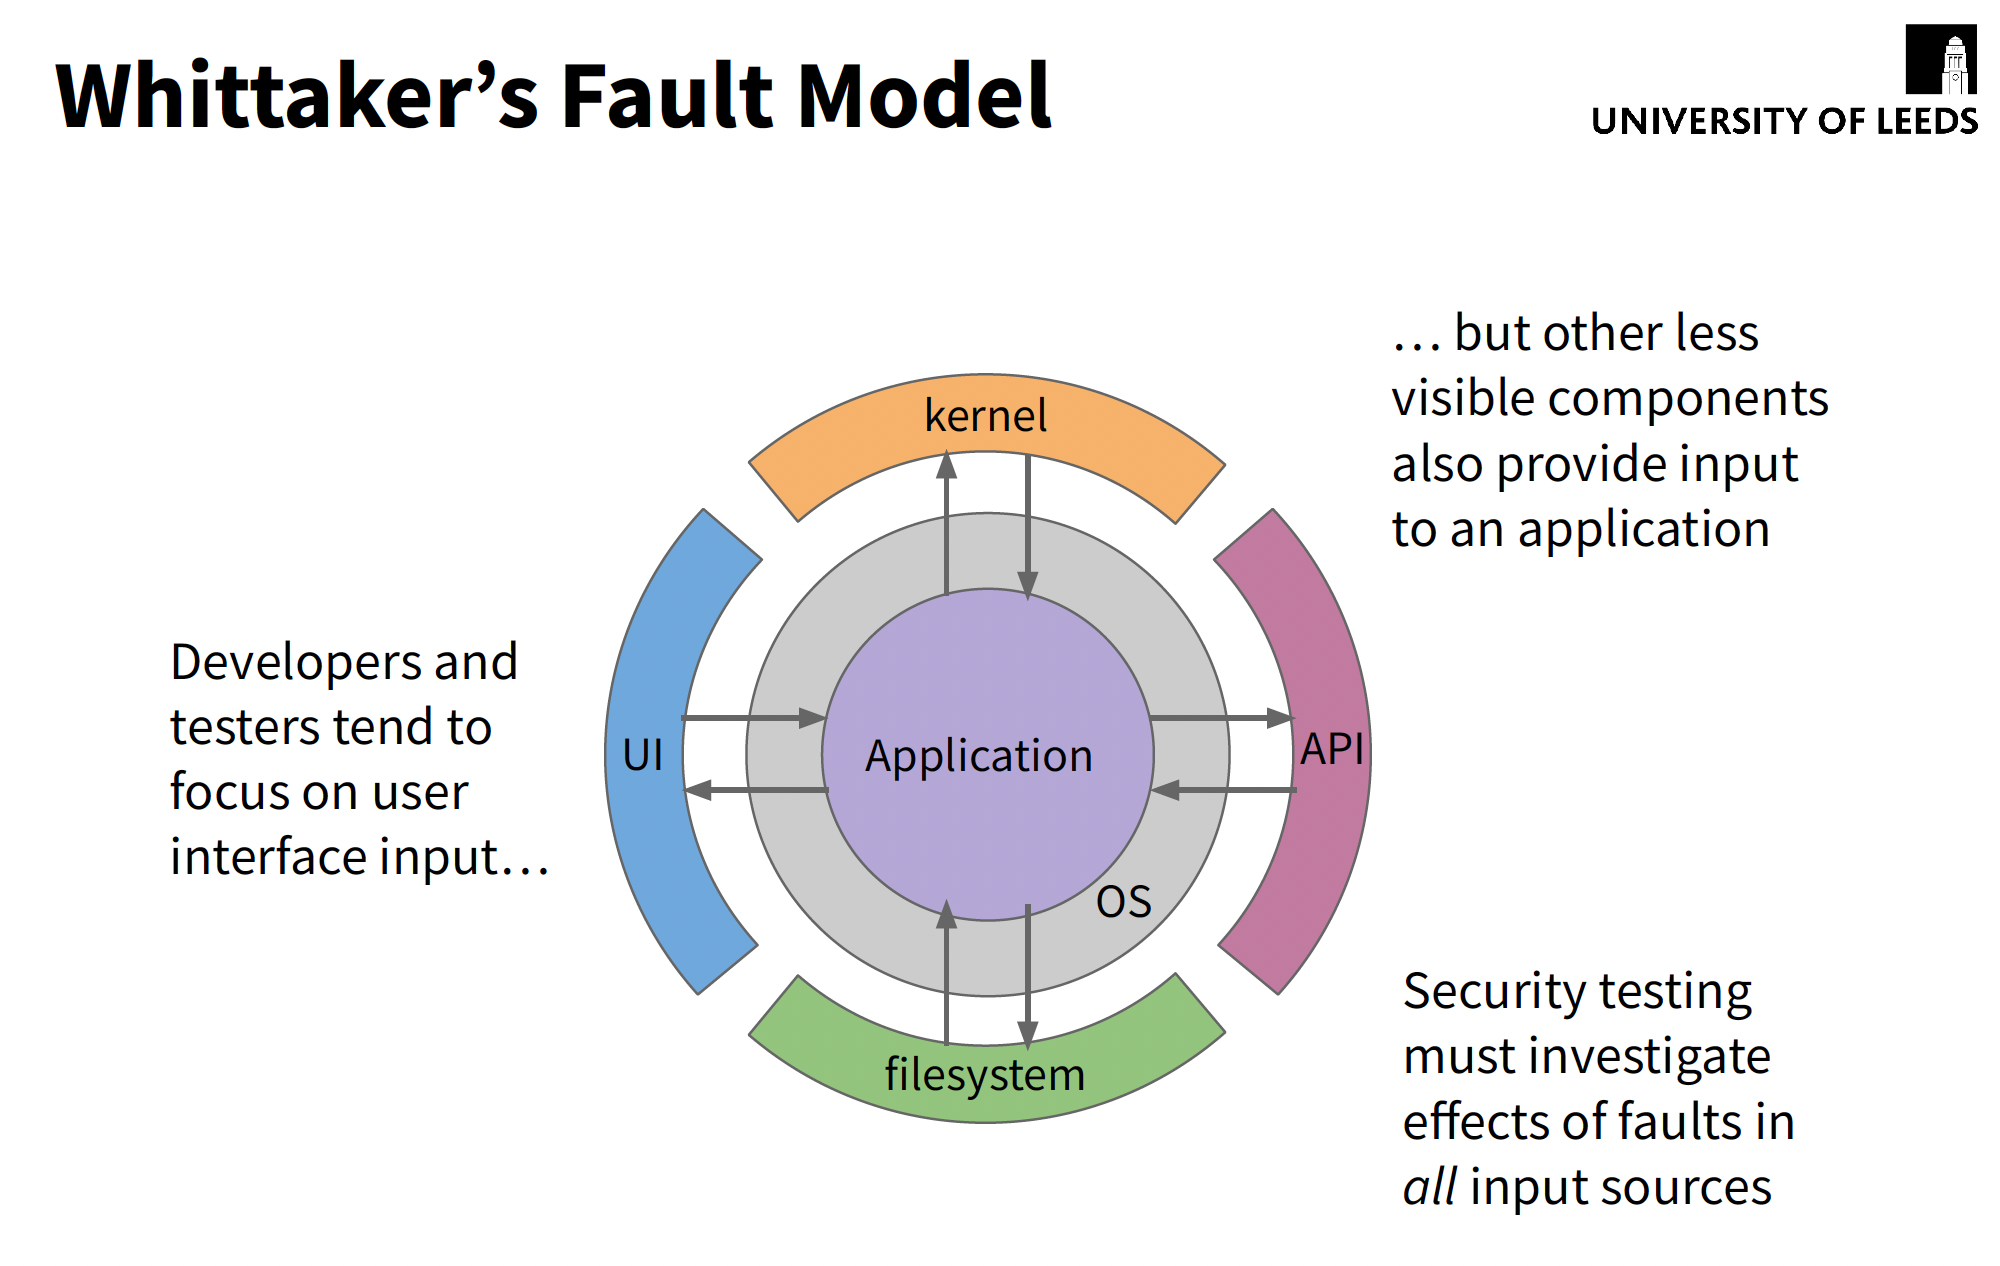 Whittaker’s Fault Model
UNIVERSITY OF LEEDS
… but other less
visible components
also provide input
to an application
kernel
Developers and
testers tend to
focus on user
interface input…
UI
Application
API
OS
filesystem
Security testing
must investigate
effects of faults in
all input sources